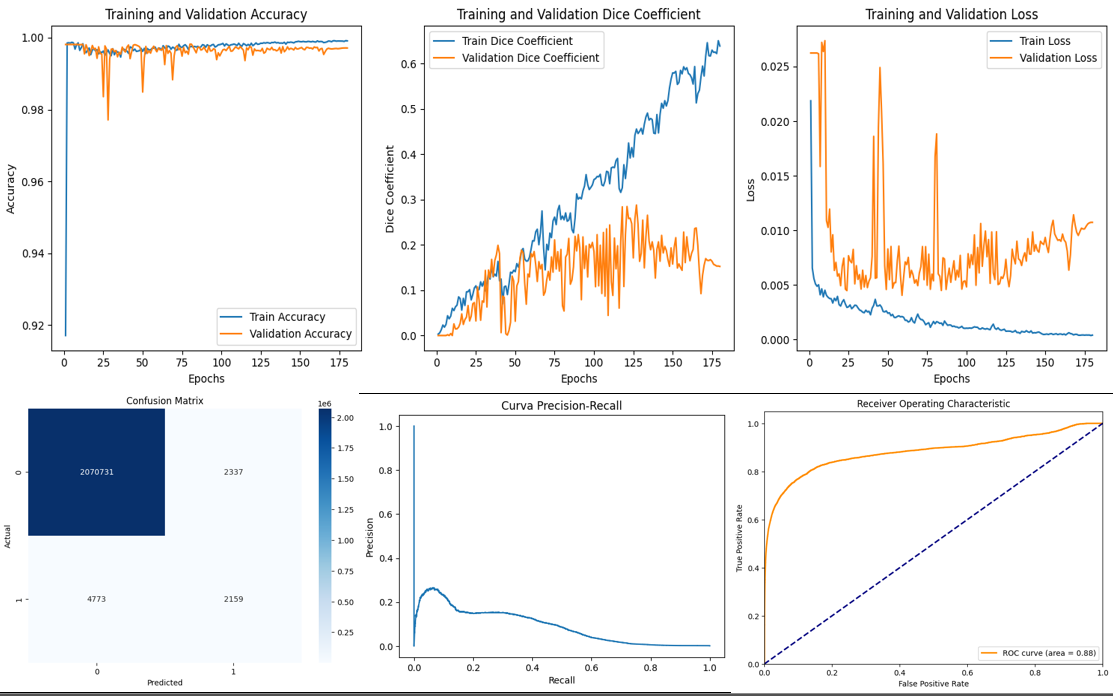 Training and Validation Accuracy
1.00
0.98
0.96
0.94
0.92
Accuracy
Train Accuracy
Validation Accuracy
0 25 50 75 100 125 150 175
Epochs
Training and Validation Dice Coefficient
Train Dice Coefficient
Validation Dice Coefficient
0.6
0.5
0.4
0.3
0.2
0.1
0.0
Dice Coefficient
0 25 50 75 100 125 150 175
Epochs
Training and Validation Loss
Train Loss
Validation Loss
0.025
0.020
0.015
0.010
0.005
0.000
Loss
0 25 50 75 100 125 150 175
Epochs
Confusion Matrix
1e6
2070731 2337
4773 2159
0
1
Actual
0 1
Predicted
2.00
1.75
1.50
1.25
1.00
0.75
0.50
0.25
Curva Precision-Recall
1.0
0.8
0.6
0.4
0.2
0.0
Precision
0.0 0.2 0.4 0.6 0.8 1.0
Recall
Receiver Operating Characteristic
1.0
0.8
0.6
0.4
0.2
0.0
True Positive Rate
ROC curve (area = 0.88)
0.0 0.2 0.4 0.6 0.8 1.0
False Positive Rate